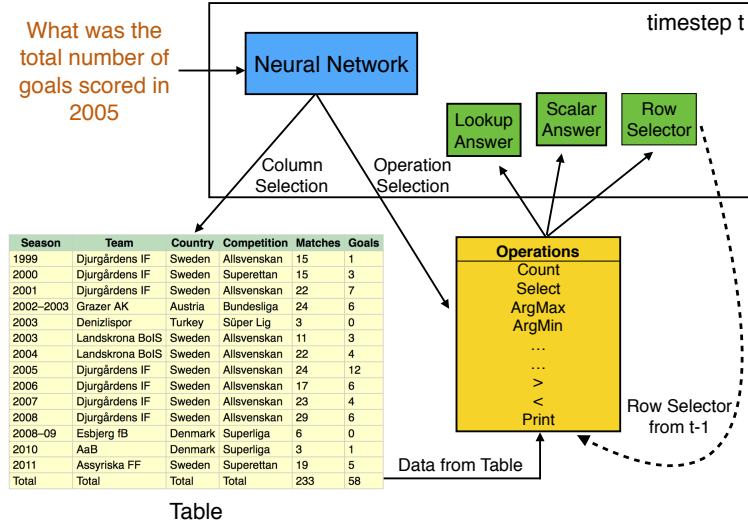 What was the
total number of
goals scored in
2005
timestep t
Neural Network
Lookup
Answer
Scalar
Answer
Row
Selector
Column
Selection
Operation
Selection
Season Team Country Competition Matches Goals
1999 Djurgårdens IF Sweden Allsvenskan 15 1
2000 Djurgårdens IF Sweden Superettan 15 3
2001 Djurgårdens IF Sweden Allsvenskan 22 7
2002–2003 Grazer AK Austria Bundesliga 24 6
2003 Denizlispor Turkey Süper Lig 3 0
2003 Landskrona BoIS Sweden Allsvenskan 11 3
2004 Landskrona BoIS Sweden Allsvenskan 22 4
2005 Djurgårdens IF Sweden Allsvenskan 24 12
2006 Djurgårdens IF Sweden Allsvenskan 17 6
2007 Djurgårdens IF Sweden Allsvenskan 23 4
2008 Djurgårdens IF Sweden Allsvenskan 29 6
2008–09 Esbjerg fB Denmark Superliga 6 0
2010 AaB Denmark Superliga 3 1
2011 Assyriska FF Sweden Superettan 19 5
Total Total Total Total 233 58
Table
Operations
Count
Select
ArgMax
ArgMin
...
...
>
<
Print
Row Selector
from t-1
Data from Table